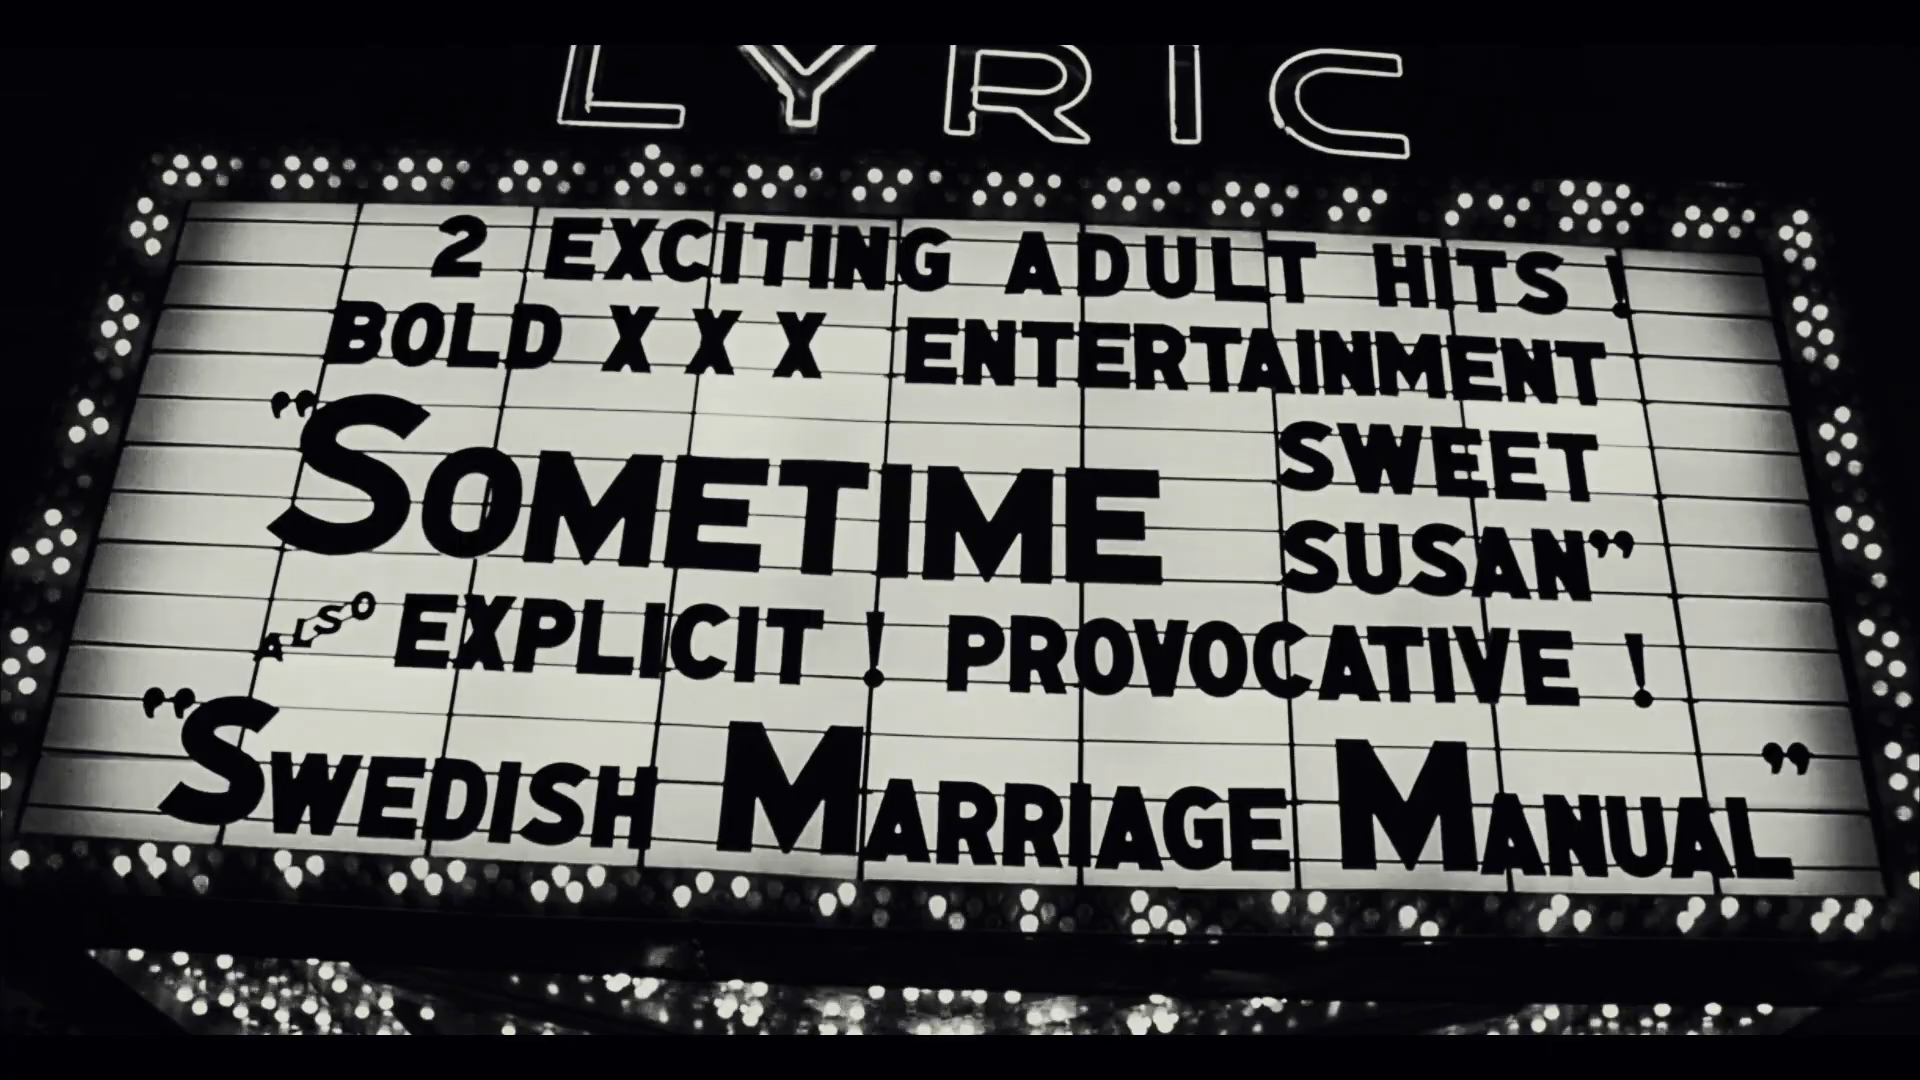 LYRIC
2 EXCITING ADULT HITS !
BOLD X X X ENTERTAINMENT
"SOMETIME SWEET
SUSAN"
ALSO EXPLICIT ! PROVOCATIVE !
"SWEDISH MARRIAGE MANUAL"